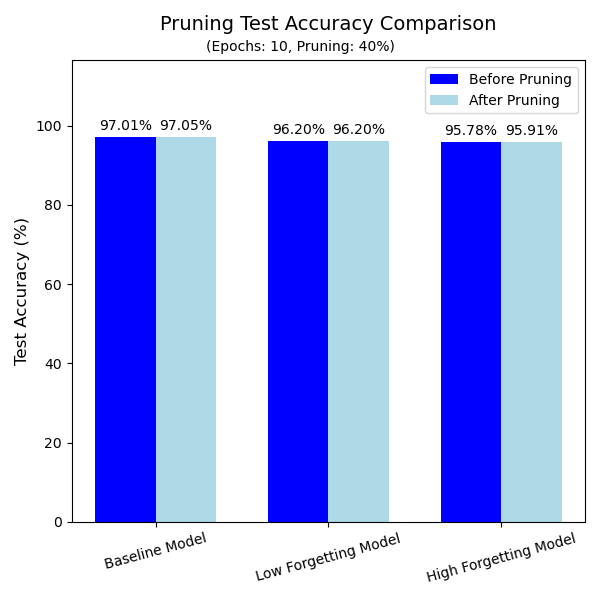 Pruning Test Accuracy Comparison
(Epochs: 10, Pruning: 40%)
Before Pruning
After Pruning
97.01% 97.05% 96.20% 96.20% 95.78% 95.91%
100
80
60
40
20
0
Test Accuracy (%)
Baseline Model
Low Forgetting Model
High Forgetting Model